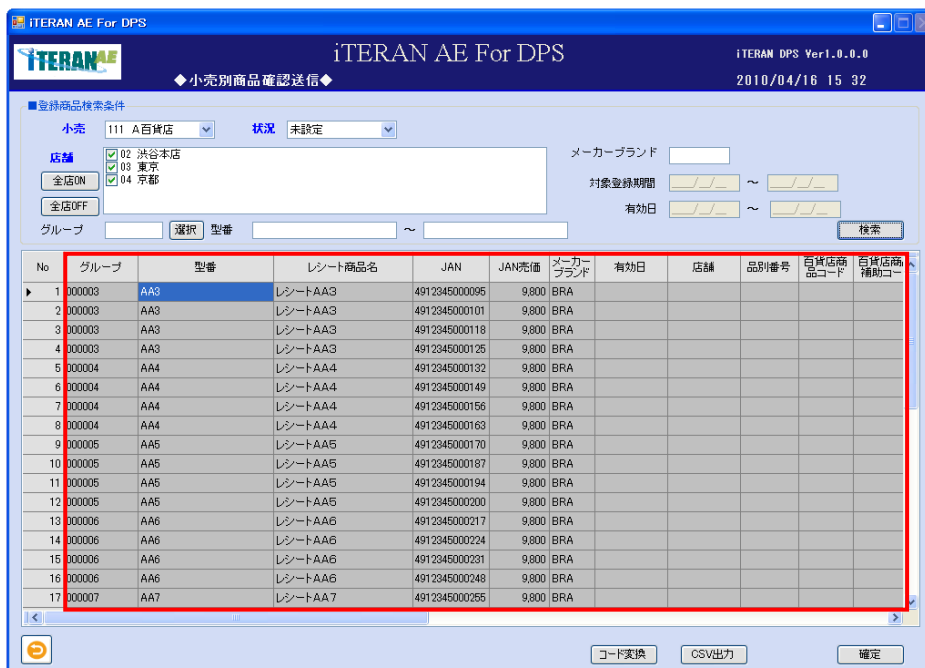 iTERAN AE For DPS
iTERAN AE
iTERAN AE For DPS
iTERAN DPS Ver1.0.0.0
◆小売別商品確認送信◆
2010/04/16 15 32
■登録商品検索条件
小売 111 A百貨店 状況 未設定
店舗 02 渋谷本店 メーカーブランド
03 東京
全店ON 04 京都 対象登録期間 __/__/__ ～ __/__/__
全店OFF 有効日 __/__/__ ～ __/__/__
グループ 選択 型番 ～ 検索
No グループ 型番 レシート商品名 JAN JAN売価 メーカーブランド 有効日 店舗 品別番号 百貨店商品コード 百貨店商品補助コー
1 000003 AA3 レシートAA3 4912345000095 9,800 BRA
2 000003 AA3 レシートAA3 4912345000101 9,800 BRA
3 000003 AA3 レシートAA3 4912345000118 9,800 BRA
4 000003 AA3 レシートAA3 4912345000125 9,800 BRA
5 000004 AA4 レシートAA4 4912345000132 9,800 BRA
6 000004 AA4 レシートAA4 4912345000149 9,800 BRA
7 000004 AA4 レシートAA4 4912345000156 9,800 BRA
8 000004 AA4 レシートAA4 4912345000163 9,800 BRA
9 000005 AA5 レシートAA5 4912345000170 9,800 BRA
10 000005 AA5 レシートAA5 4912345000187 9,800 BRA
11 000005 AA5 レシートAA5 4912345000194 9,800 BRA
12 000005 AA5 レシートAA5 4912345000200 9,800 BRA
13 000006 AA6 レシートAA6 4912345000217 9,800 BRA
14 000006 AA6 レシートAA6 4912345000224 9,800 BRA
15 000006 AA6 レシートAA6 4912345000231 9,800 BRA
16 000006 AA6 レシートAA6 4912345000248 9,800 BRA
17 000007 AA7 レシートAA7 4912345000255 9,800 BRA
コード変換 CSV出力 確定